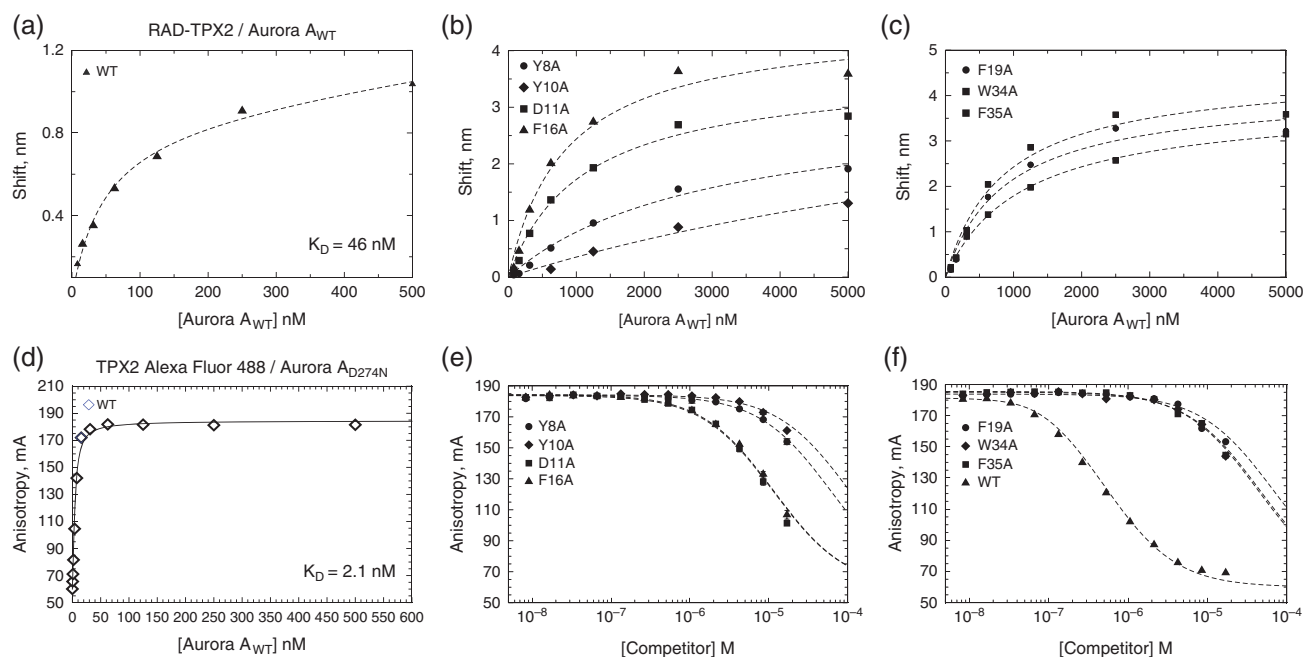 (a)
RAD-TPX2 / Aurora A_WT
1.2
0.8
0.4
Shift, nm
WT
K_D = 46 nM
0
100
200
300
400
500
[Aurora A_WT] nM
(b)
4
3
2
1
0
Shift, nm
Y8A
Y10A
D11A
F16A
0
1000
2000
3000
4000
5000
[Aurora A_WT] nM
(c)
5
4
3
2
1
0
Shift, nm
F19A
W34A
F35A
0
1000
2000
3000
4000
5000
[Aurora A_WT] nM
(d)
TPX2 Alexa Fluor 488 / Aurora A_D274N
210
190
170
150
130
110
90
70
50
Anisotropy, mA
WT
K_D = 2.1 nM
0
50
100
150
200
250
300
350
400
450
500
550
600
[Aurora A_WT] nM
(e)
190
170
150
130
110
90
70
50
Anisotropy, mA
Y8A
Y10A
D11A
F16A
10⁻⁸
10⁻⁷
10⁻⁶
10⁻⁵
10⁻⁴
[Competitor] M
(f)
190
170
150
130
110
90
70
50
Anisotropy, mA
F19A
W34A
F35A
WT
10⁻⁸
10⁻⁷
10⁻⁶
10⁻⁵
10⁻⁴
[Competitor] M